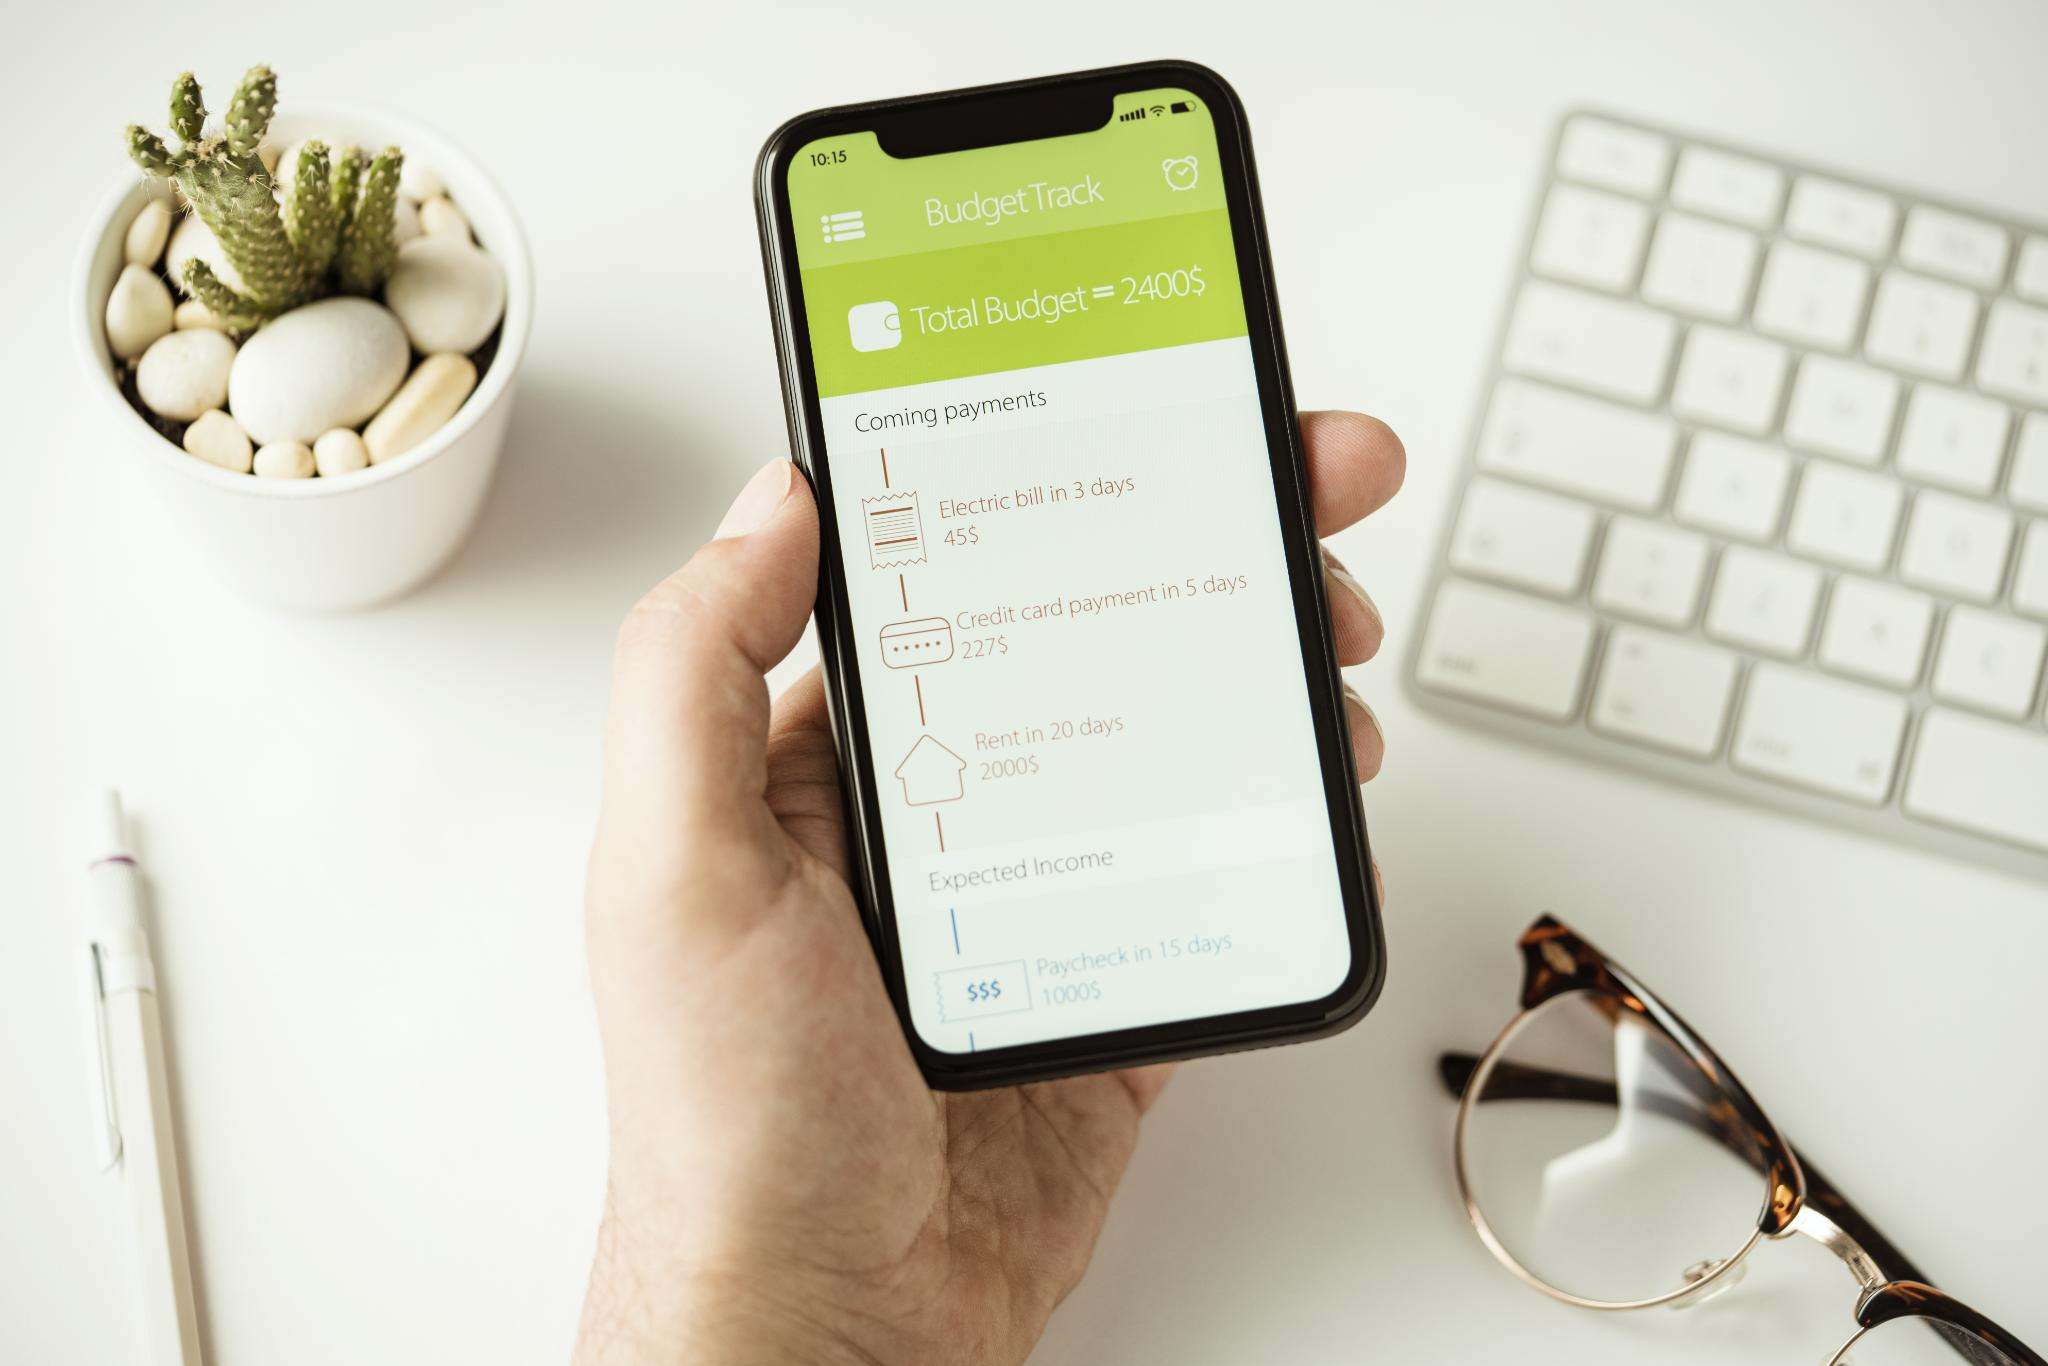 10:15
BudgetTrack
Total Budget = 2400$
Coming payments
Electric bill in 3 days
45$
Credit card payment in 5 days
227$
Rent in 20 days
2000$
Expected Income
Paycheck in 15 days
$$$
1000$